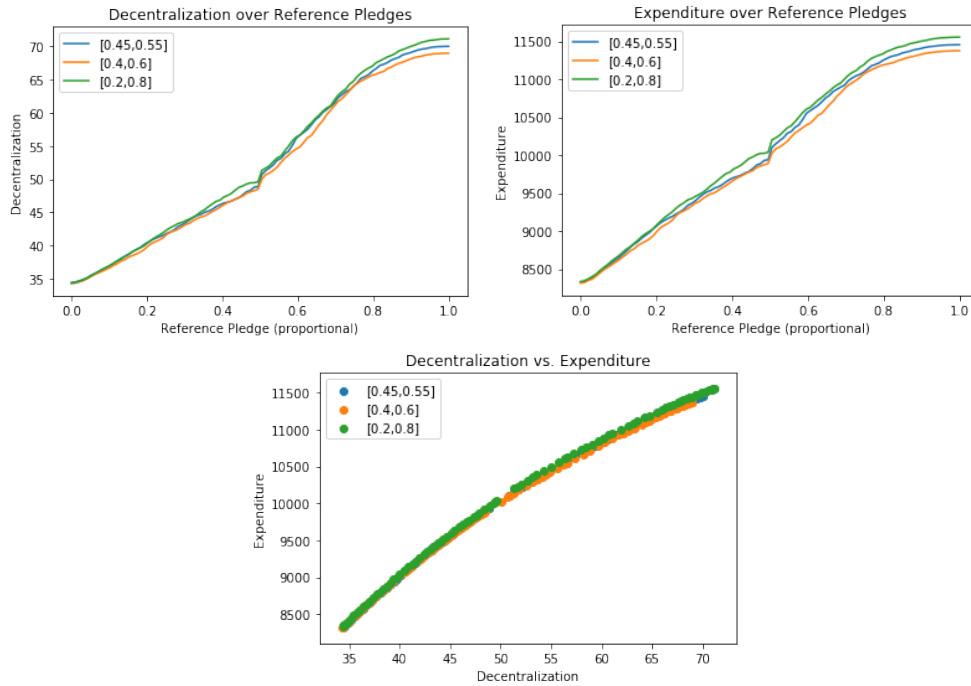 Decentralization over Reference Pledges
[0.45,0.55]
[0.4,0.6]
[0.2,0.8]
70
65
60
55
50
45
40
35
Decentralization
0.0 0.2 0.4 0.6 0.8 1.0
Reference Pledge (proportional)
Expenditure over Reference Pledges
[0.45,0.55]
[0.4,0.6]
[0.2,0.8]
11500
11000
10500
10000
9500
9000
8500
Expenditure
0.0 0.2 0.4 0.6 0.8 1.0
Reference Pledge (proportional)
Decentralization vs. Expenditure
[0.45,0.55]
[0.4,0.6]
[0.2,0.8]
11500
11000
10500
10000
9500
9000
8500
Expenditure
35 40 45 50 55 60 65 70
Decentralization